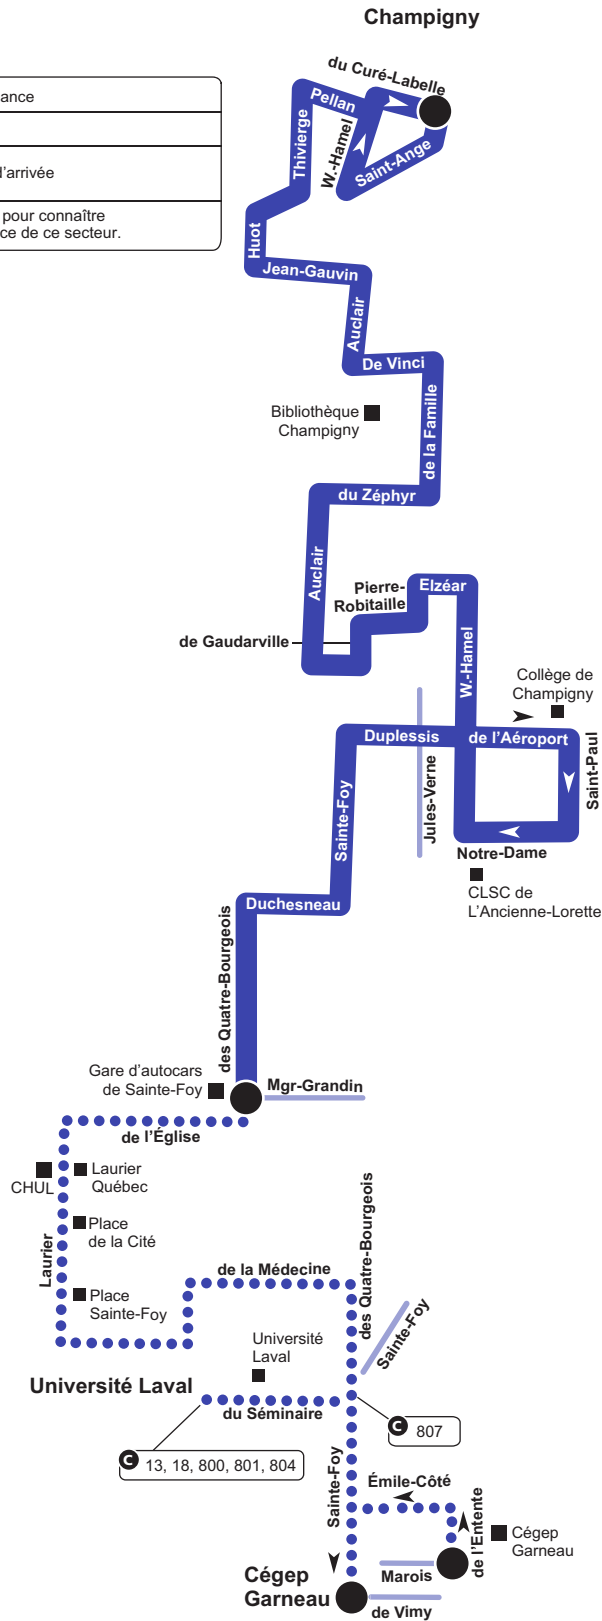 Champigny
du Curé-Labelle
ance
Pellan
Thivierge
W.-Hamel
Saint-Ange
d'arrivée
pour connaître
ce de ce secteur.
Huot
Jean-Gauvin
Auclair
De Vinci
Bibliothèque
Champigny
de la Famille
du Zéphyr
Auclair
Pierre-
Robitaille
Elzéar
de Gaudarville
W.-Hamel
Collège de
Champigny
Duplessis
de l'Aéroport
Saint-Paul
Jules-Verne
Sainte-Foy
Notre-Dame
CLSC de
L'Ancienne-Lorette
Duchesneau
des Quatre-Bourgeois
Gare d'autocars
de Sainte-Foy
Mgr-Grandin
de l'Église
CHUL
Laurier
Québec
Place
de la Cité
Laurier
Place
Sainte-Foy
de la Médecine
des Quatre-Bourgeois
Sainte-Foy
Université
Laval
Université Laval
du Séminaire
C 807
C 13, 18, 800, 801, 804
Sainte-Foy
Émile-Côté
de l'Entente
Cégep
Garneau
Marois
Cégep
Garneau
de Vimy